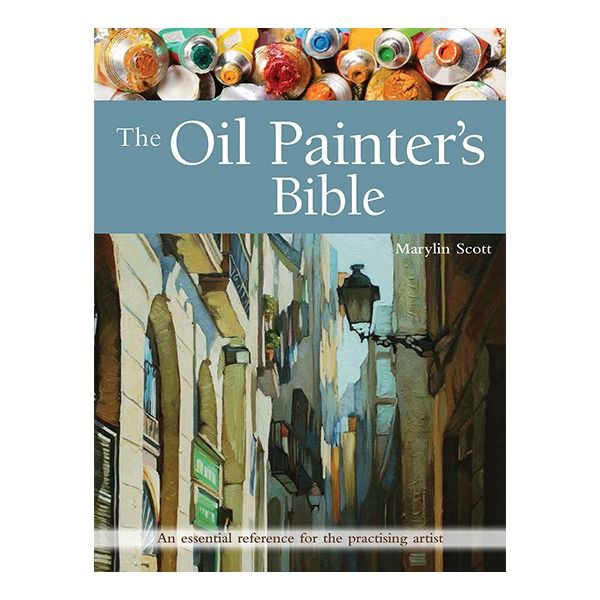 The Oil Painter's
Bible
Marylin Scott
An essential reference for the practising artist